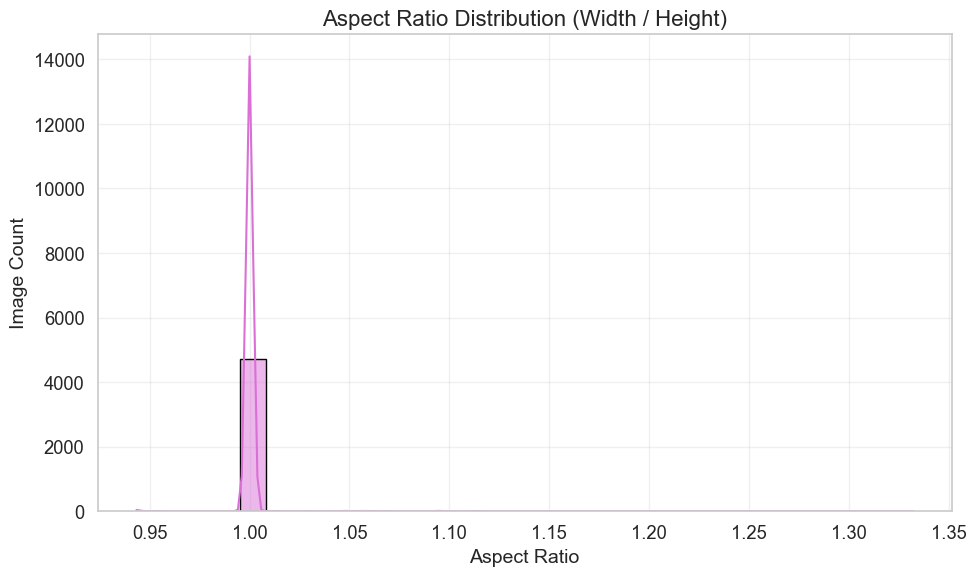 Aspect Ratio Distribution (Width / Height)
Image Count
14000
12000
10000
8000
6000
4000
2000
0
0.95 1.00 1.05 1.10 1.15 1.20 1.25 1.30 1.35
Aspect Ratio